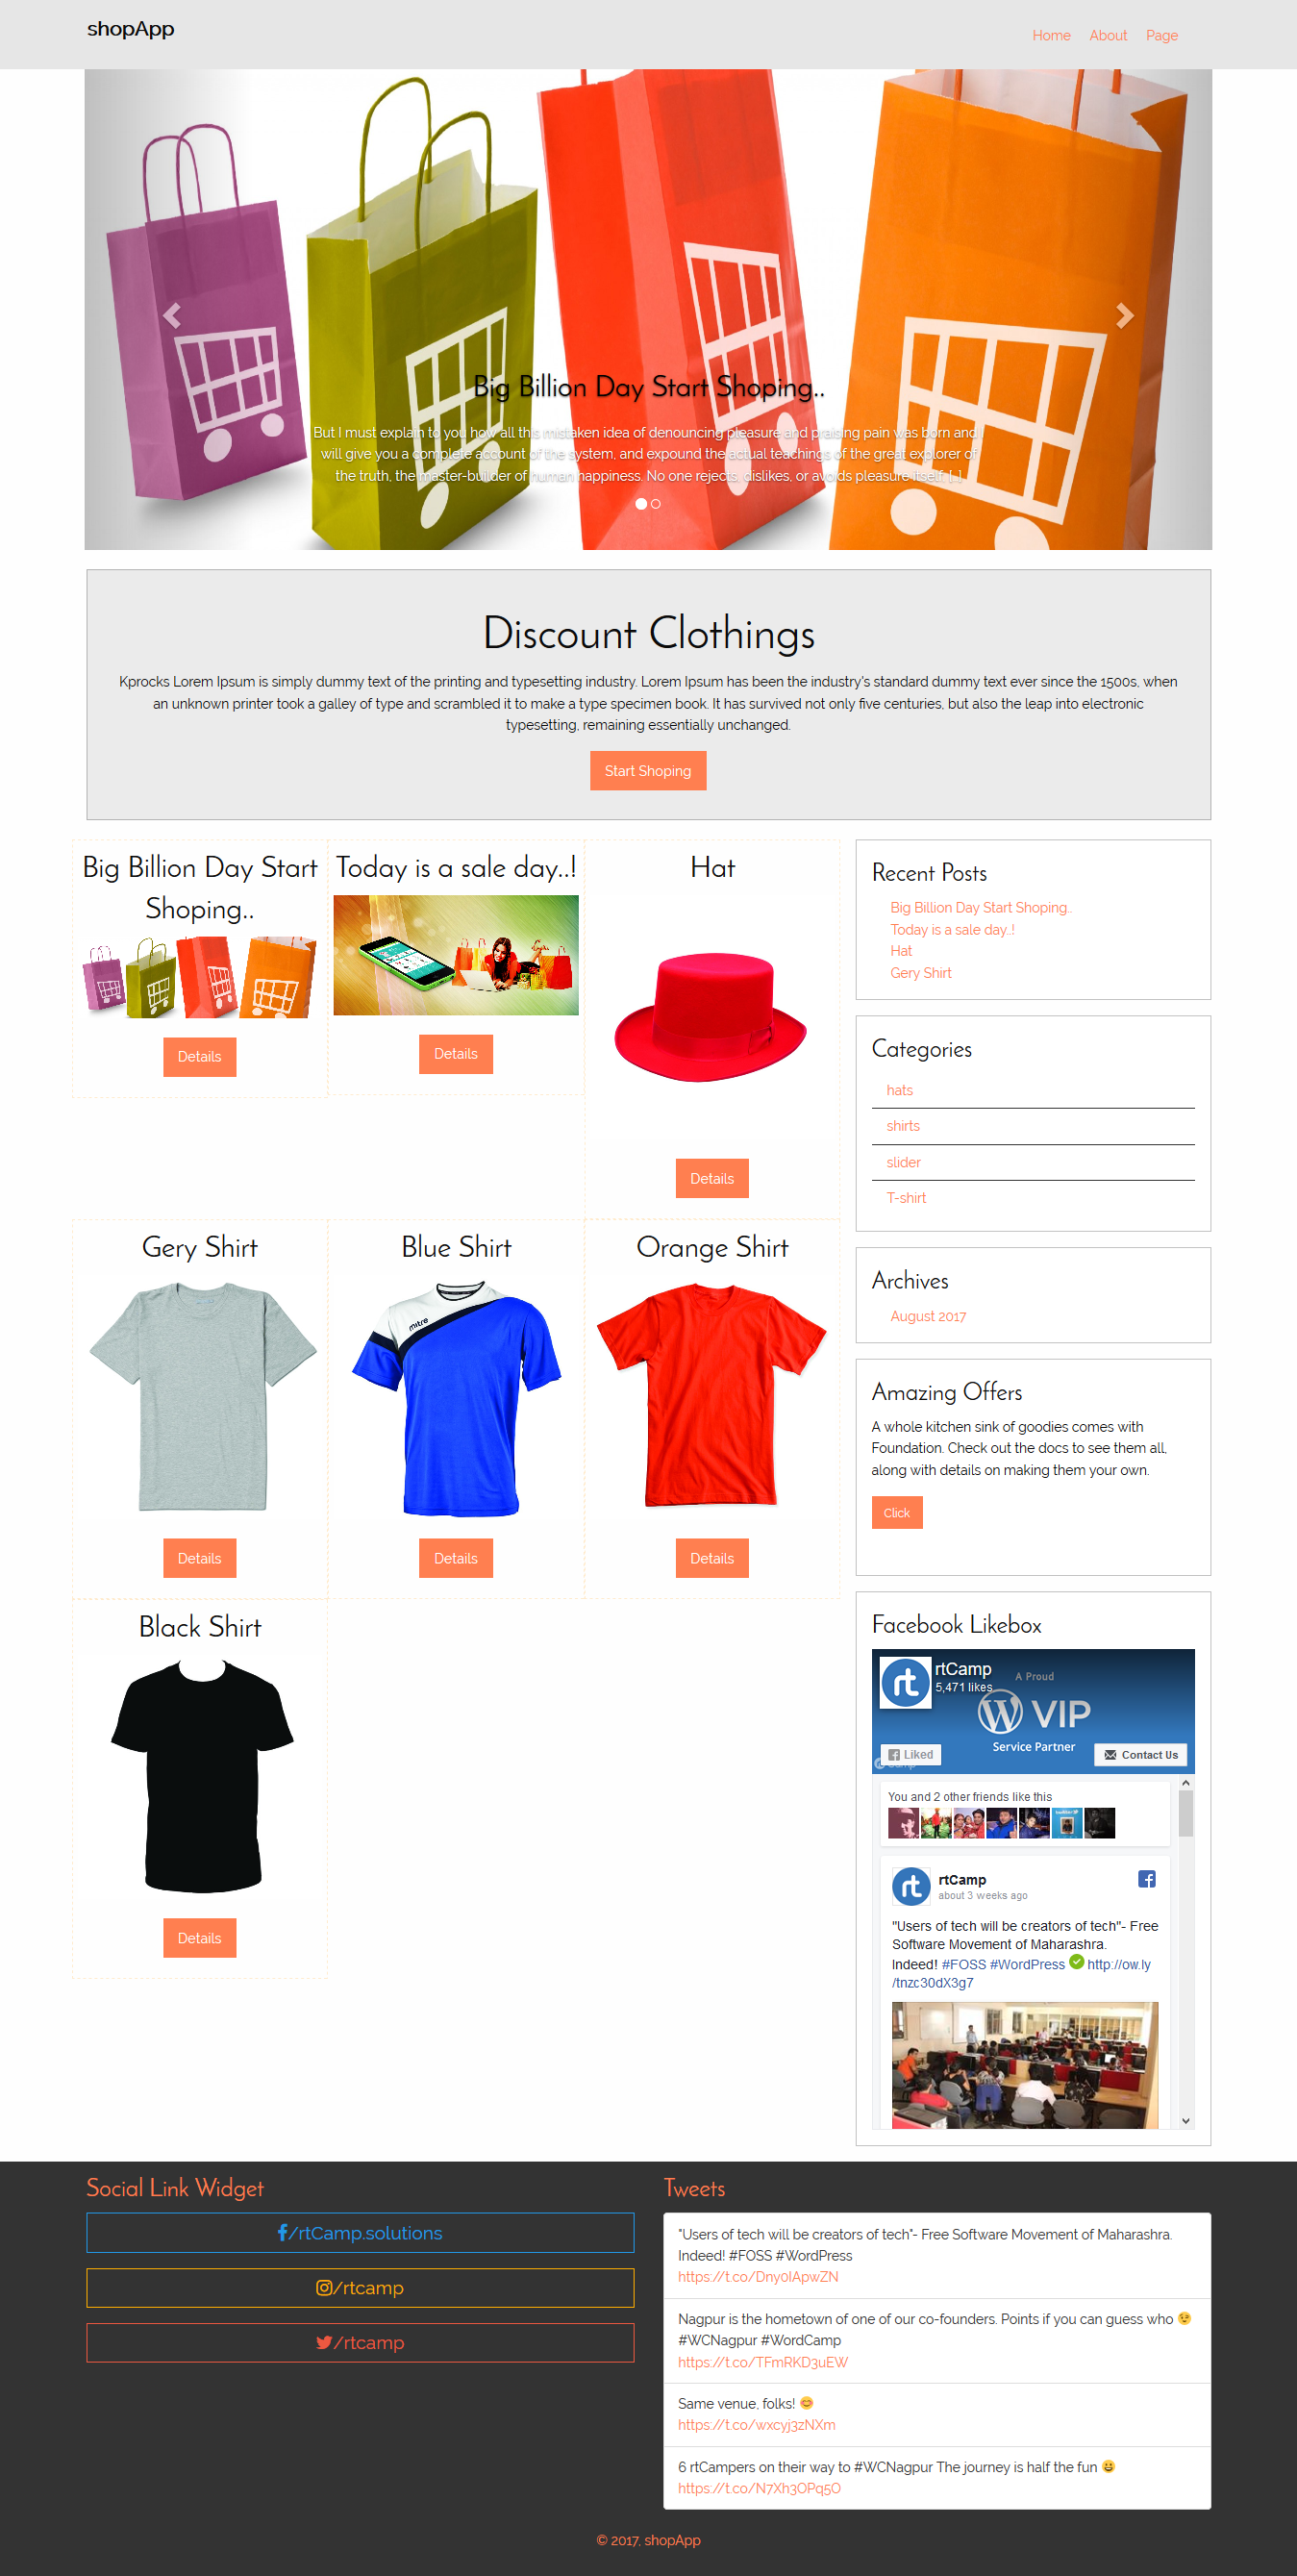 shopApp
Home About Page
Big Billion Day Start Shoping..
But I must explain to you how all this mistaken idea of denouncing pleasure and praising pain was born and I
will give you a complete account of the system, and expound the actual teachings of the great explorer of
the truth, the master-builder of human happiness. No one rejects, dislikes, or avoids pleasure itself, [...]
Discount Clothings
Kprocks Lorem Ipsum is simply dummy text of the printing and typesetting industry. Lorem Ipsum has been the industry's standard dummy text ever since the 1500s, when
an unknown printer took a galley of type and scrambled it to make a type specimen book. It has survived not only five centuries, but also the leap into electronic
typesetting, remaining essentially unchanged.
Start Shoping
Big Billion Day Start
Shoping..
Details
Today is a sale day..!
Details
Hat
Details
Gery Shirt
Details
Blue Shirt
mitre
Details
Orange Shirt
Details
Black Shirt
Details
Recent Posts
Big Billion Day Start Shoping..
Today is a sale day..!
Hat
Gery Shirt
Categories
hats
shirts
slider
T-shirt
Archives
August 2017
Amazing Offers
A whole kitchen sink of goodies comes with
Foundation. Check out the docs to see them all,
along with details on making them your own.
Click
Facebook Likebox
rt
rtCamp
5,471 likes
A Proud
VIP
Service Partner
Liked
Contact Us
You and 2 other friends like this
rt
rtCamp
about 3 weeks ago
"Users of tech will be creators of tech"- Free
Software Movement of Maharashra.
Indeed! #FOSS #WordPress ✅ http://ow.ly
/tnzc30dX3g7
Social Link Widget
/rtCamp.solutions
/rtcamp
/rtcamp
Tweets
"Users of tech will be creators of tech"- Free Software Movement of Maharashra.
Indeed! #FOSS #WordPress
https://t.co/Dny0IApwZN
Nagpur is the hometown of one of our co-founders. Points if you can guess who 😉
#WCNagpur #WordCamp
https://t.co/TFmRKD3uEW
Same venue, folks! 😊
https://t.co/wxcyj3zNXm
6 rtCampers on their way to #WCNagpur The journey is half the fun 😀
https://t.co/N7Xh3OPq5O
© 2017, shopApp